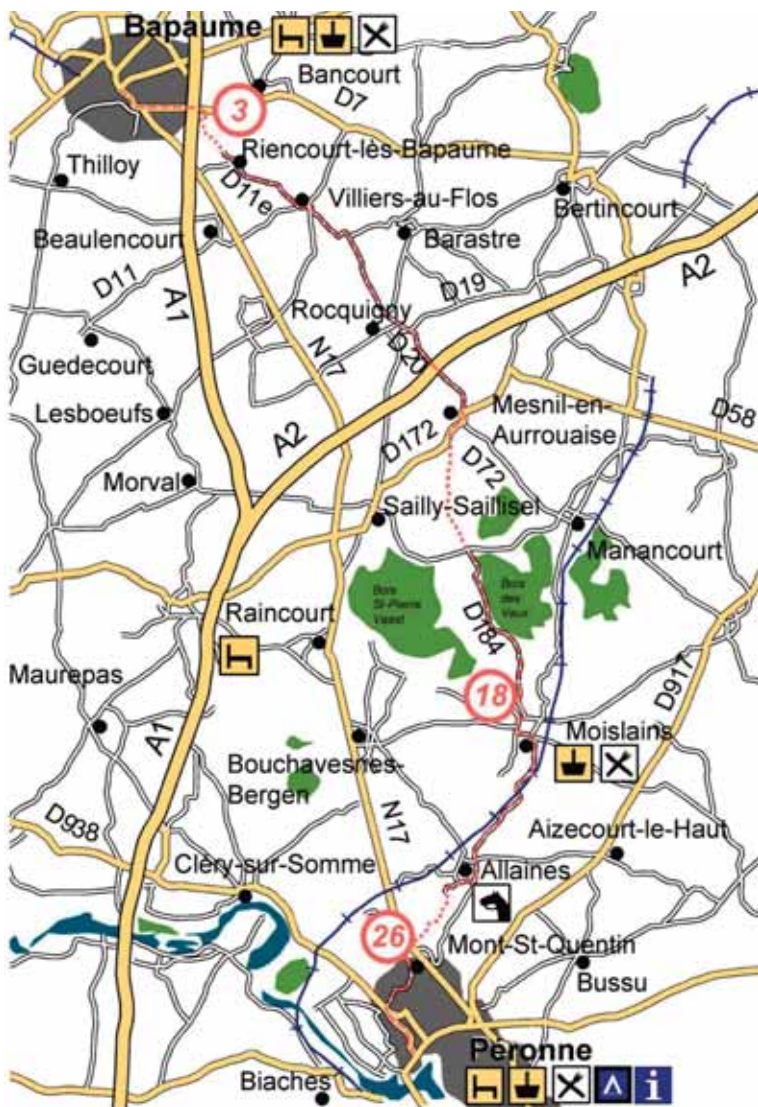 Bapaume
Bancourt
D7
3
Riencourt-lès-Bapaume
Thilloy
D11e
Villiers-au-Flos
Bertincourt
Beaulencourt
Barastre
D11
A1
D19
A2
Rocquigny
N17
D20
Guedecourt
Lesboeufs
A2
Mesnil-en-
Aurrouaise
D58
D172
D72
Morval
Sailly-Saillisel
Manancourt
Bois
St-Pierre
Vaast
Bois
des
Vaux
D184
Raincourt
D917
18
Maurepas
A1
Moislains
Bouchavesnes-
Bergen
N17
D938
Aizecourt-le-Haut
Cléry-sur-Somme
Allaines
26
Mont-St-Quentin
Bussu
Péronne
Biaches
i